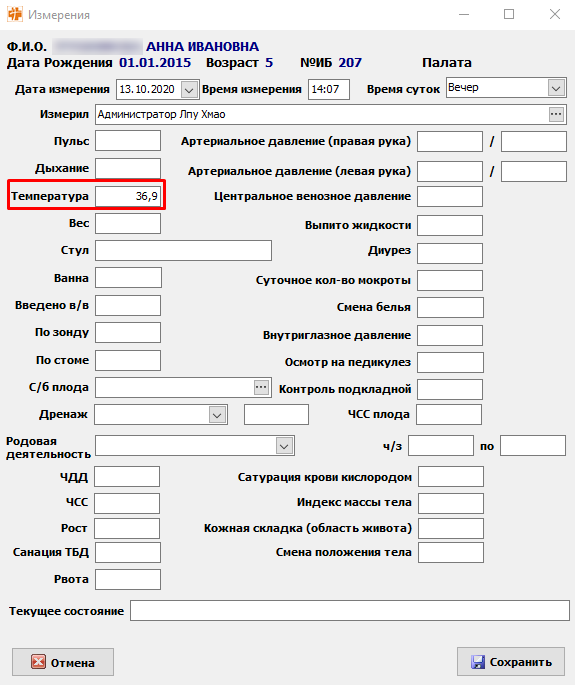 Измерения
Ф.И.О. АННА ИВАНОВНА
Дата Рождения 01.01.2015 Возраст 5 №ИБ 207 Палата
Дата измерения 13.10.2020 Время измерения 14:07 Время суток Вечер
Измерил Администратор Лпу Хмао ...
Пульс Артериальное давление (правая рука) /
Дыхание Артериальное давление (левая рука) /
Температура 36,9 Центральное венозное давление
Вес Выпито жидкости
Стул Диурез
Ванна Суточное кол-во мокроты
Введено в/в Смена белья
По зонду Внутриглазное давление
По стоме Осмотр на педикулез
С/б плода ... Контроль подкладной
Дренаж ЧСС плода
Родовая
деятельность ч/з по
ЧДД Сатурация крови кислородом
ЧСС Индекс массы тела
Рост Кожная складка (область живота)
Санация ТБД Смена положения тела
Рвота
Текущее состояние
Отмена Сохранить